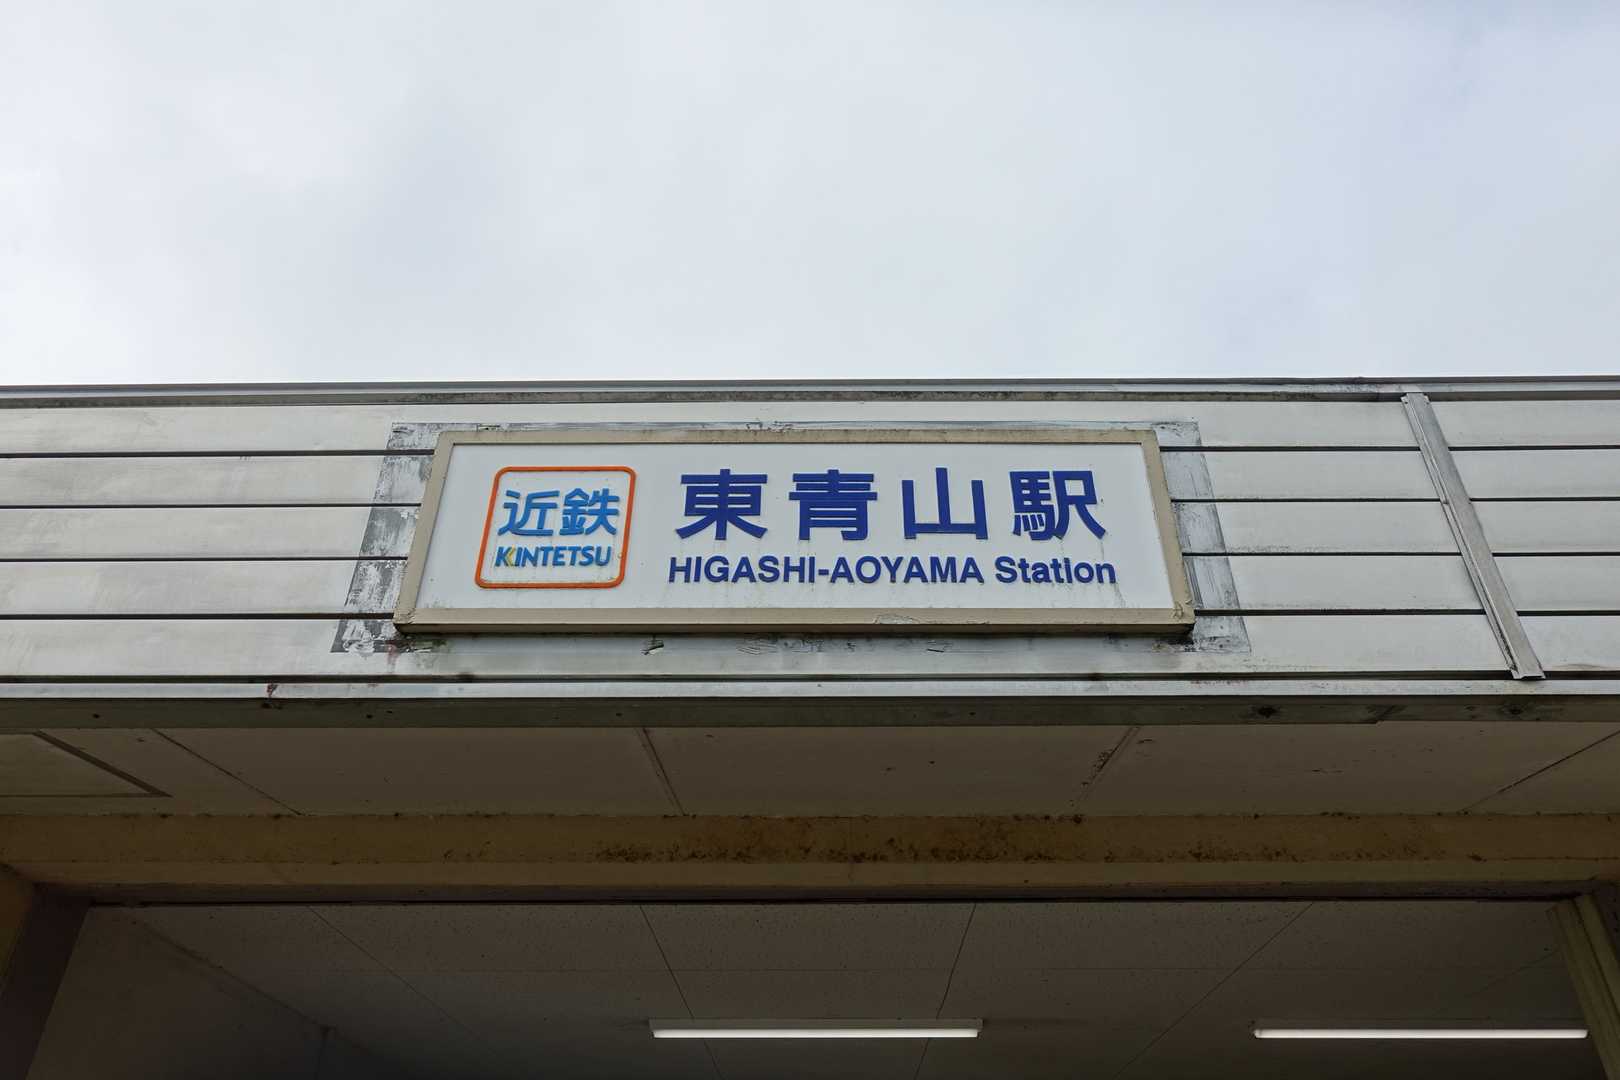 近鉄
KINTETSU
東青山駅
HIGASHI-AOYAMA Station